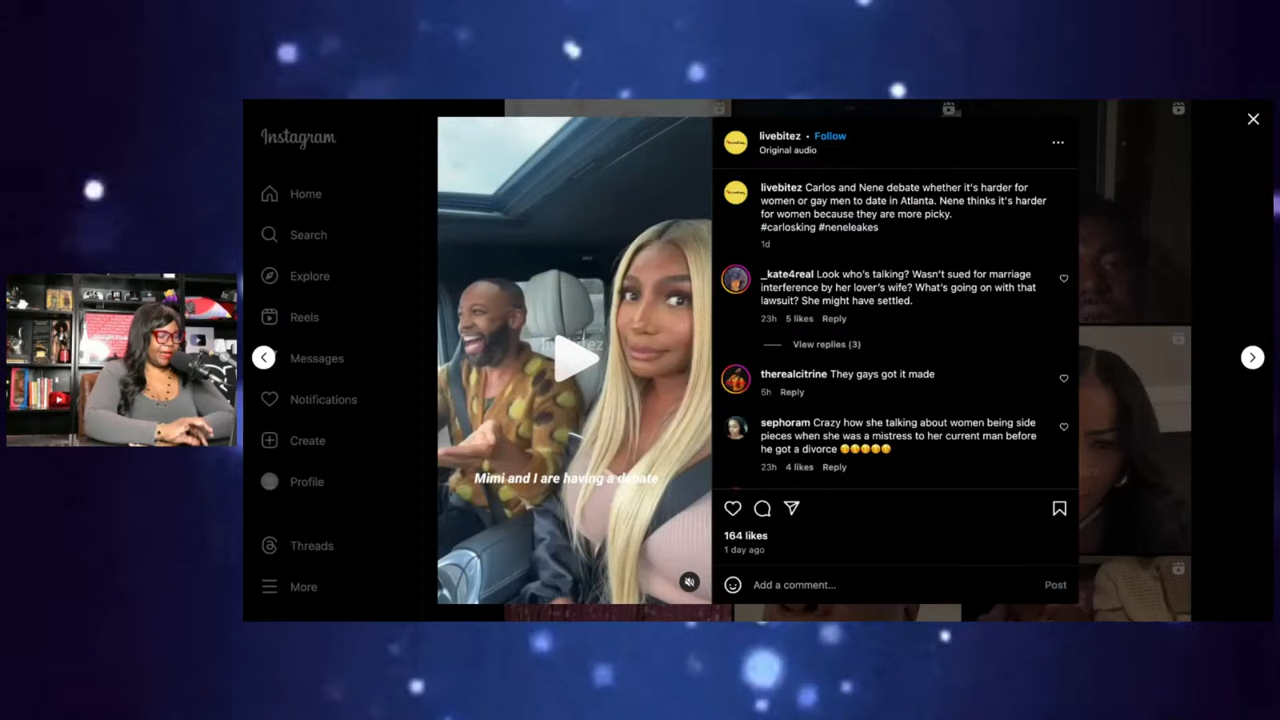 Instagram
Home
Search
Explore
Reels
Messages
Notifications
Create
Profile
Threads
More
Mimi and I are having a debate
livebitez • Follow
Original audio
livebitez Carlos and Nene debate whether it's harder for
women or gay men to date in Atlanta. Nene thinks it's harder
for women because they are more picky.
#carlosking #neneleakes
1d
_kate4real Look who's talking? Wasn't sued for marriage
interference by her lover's wife? What's going on with that
lawsuit? She might have settled.
23h 5 likes Reply
View replies (3)
therealcitrine They gays got it made
5h Reply
sephoram Crazy how she talking about women being side
pieces when she was a mistress to her current man before
he got a divorce 😢😢😢😢😢
23h 4 likes Reply
164 likes
1 day ago
Add a comment...
Post